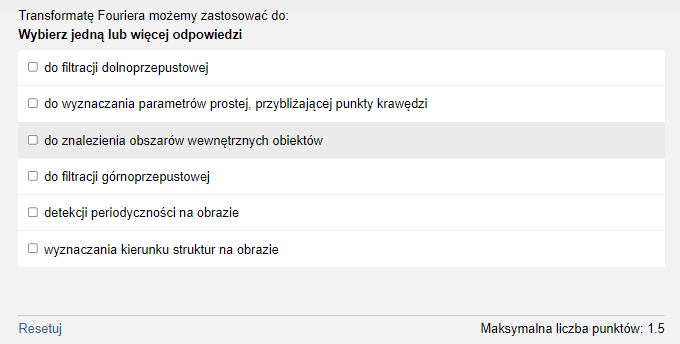 Transformatę Fouriera możemy zastosować do:
Wybierz jedną lub więcej odpowiedzi
do filtracji dolnoprzepustowej
do wyznaczania parametrów prostej, przybliżającej punkty krawędzi
do znalezienia obszarów wewnętrznych obiektów
do filtracji górnoprzepustowej
detekcji periodyczności na obrazie
wyznaczania kierunku struktur na obrazie
Resetuj Maksymalna liczba punktów: 1.5